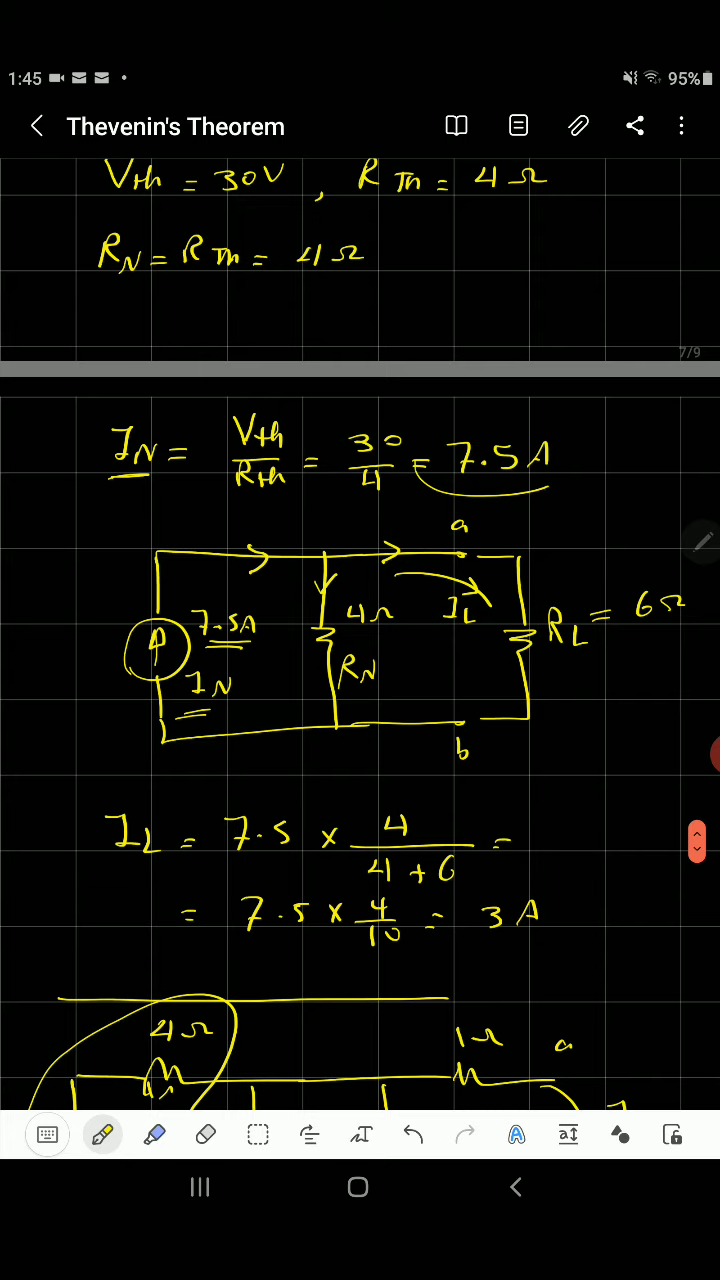 1:45
95%
Thevenin's Theorem
Vth = 30V , RTh = 4Ω
RN = RTh = 4Ω
7/9
IN = Vth/Rth = 30/4 = 7.5A
a
7.5A 4Ω IL RL = 6Ω
IN RN
b
IL = 7.5 × 4/(4+6) =
= 7.5 × 4/10 = 3A
4Ω 1Ω a